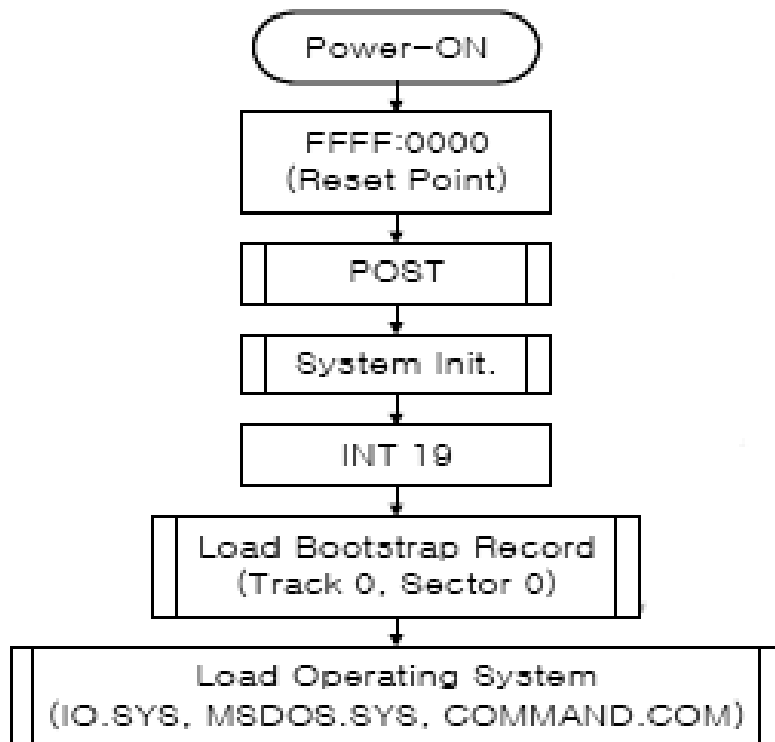 Power-ON
FFFF:0000
(Reset Point)
POST
System Init.
INT 19
Load Bootstrap Record
(Track 0, Sector 0)
Load Operating System
(IO.SYS, MSDOS.SYS, COMMAND.COM)